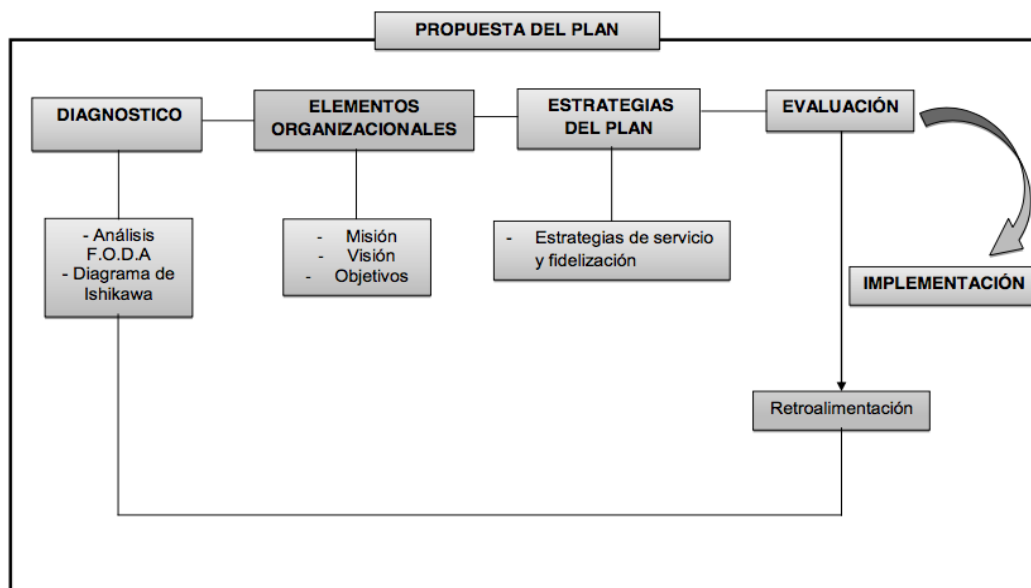 PROPUESTA DEL PLAN
DIAGNOSTICO
ELEMENTOS
ORGANIZACIONALES
ESTRATEGIAS
DEL PLAN
EVALUACIÓN
- Análisis
F.O.D.A
- Diagrama de
Ishikawa
- Misión
- Visión
- Objetivos
- Estrategias de servicio
y fidelización
IMPLEMENTACIÓN
Retroalimentación